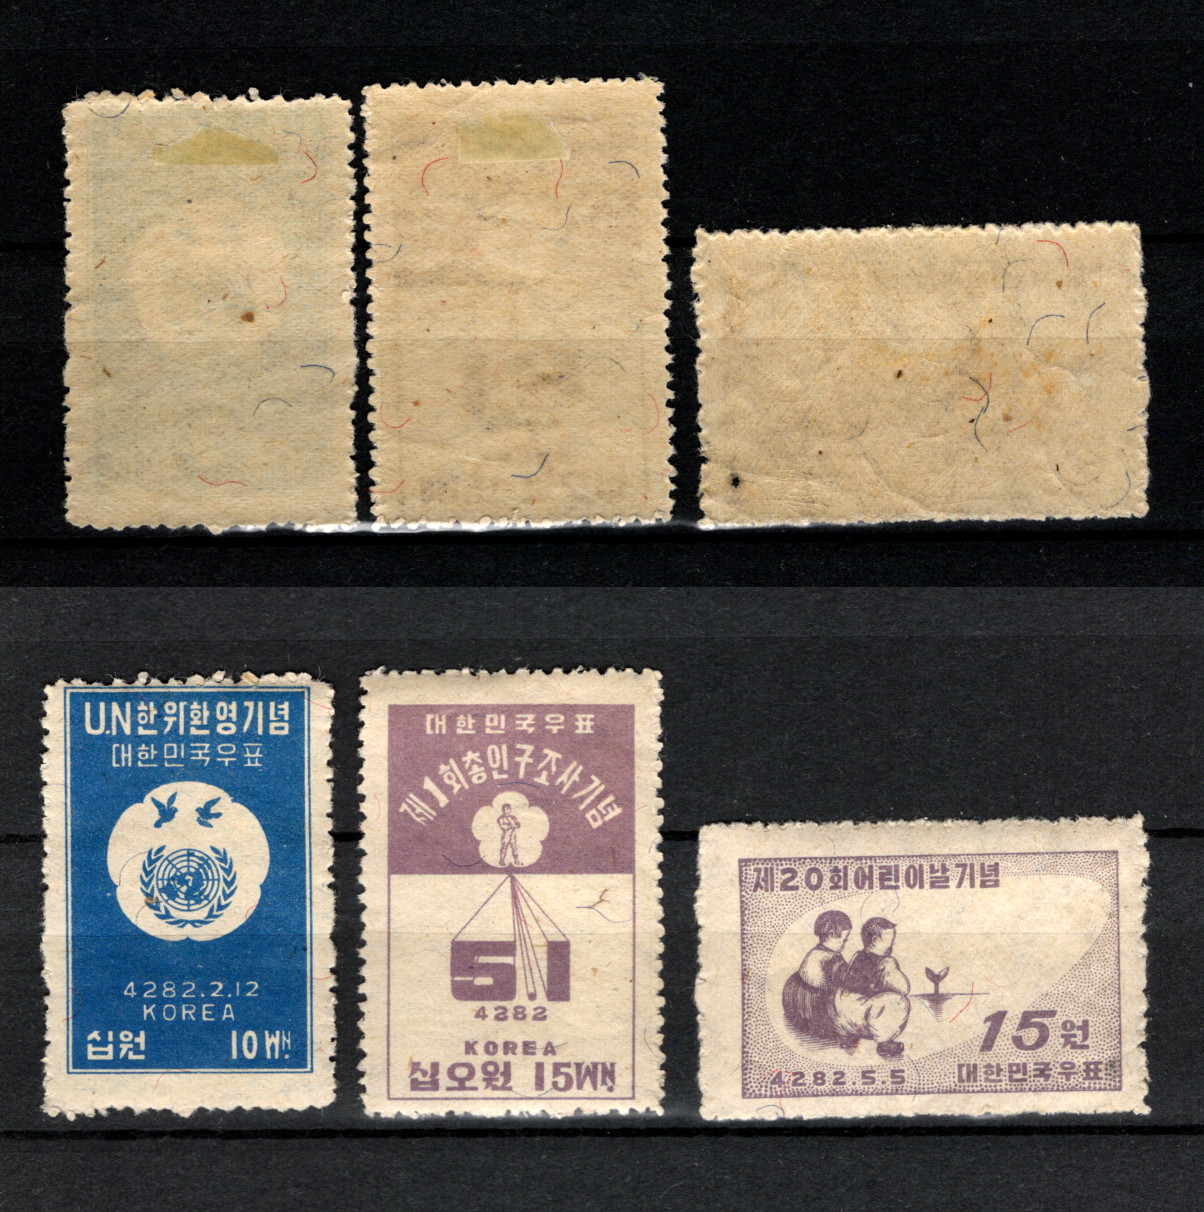 U.N한위환영기념
대한민국우표
4282.2.12
KOREA
십원 10WN.
대한민국우표
제1회총인구조사기념
5.1
4282
KOREA
십오원 15WN.
제20회어린이날기념
15원
4282.5.5 대한민국우표